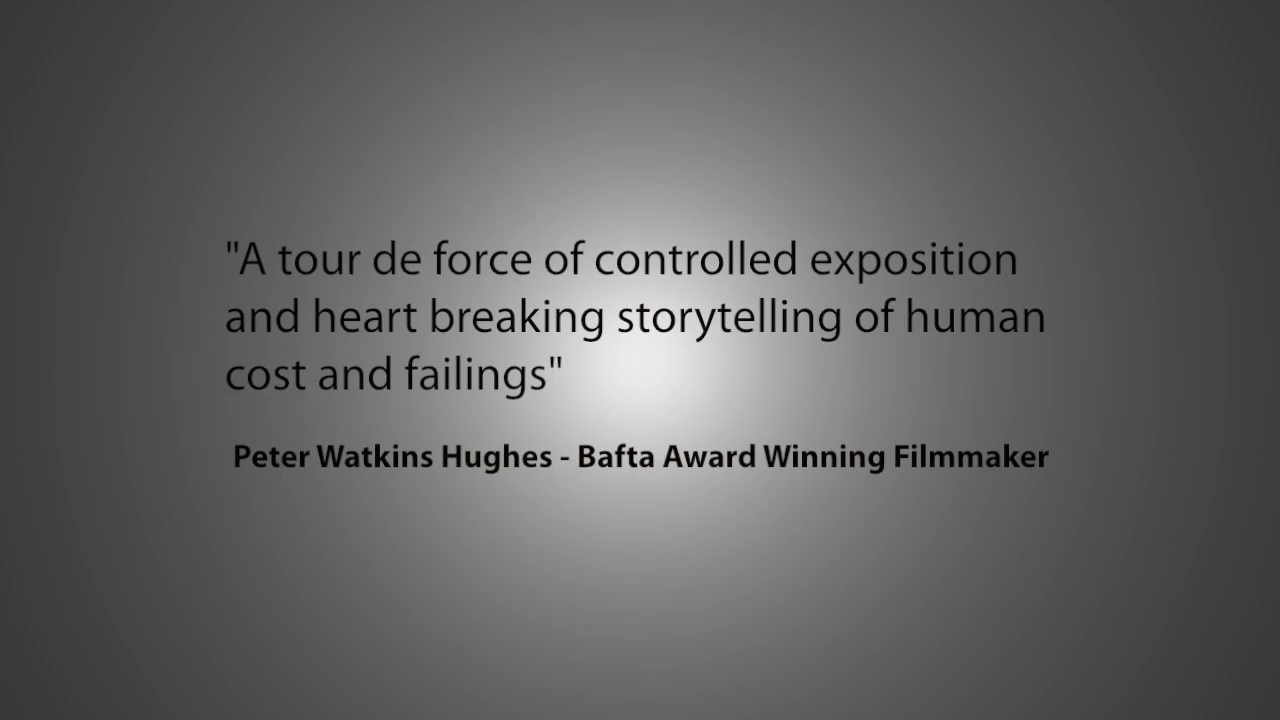 "A tour de force of controlled exposition
and heart breaking storytelling of human
cost and failings"
Peter Watkins Hughes - Bafta Award Winning Filmmaker